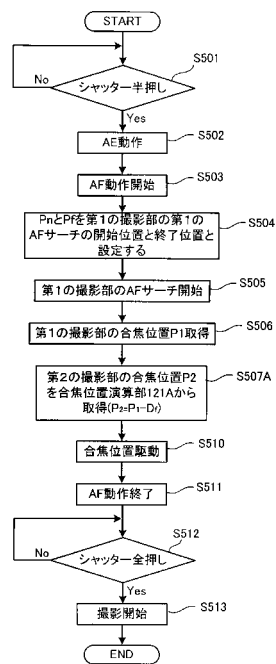 START
S501
シャッター半押し
No
Yes
AE動作
S502
AF動作開始
S503
PnとPfを第1の撮影部の第1の
AFサーチの開始位置と終了位置と
設定する
S504
第1の撮影部のAFサーチ開始
S505
第1の撮影部の合焦位置P1取得
S506
第2の撮影部の合焦位置P2
を合焦位置演算部121Aから
取得(P2=P1-Df)
S507A
合焦位置駆動
S510
AF動作終了
S511
S512
シャッター全押し
No
Yes
撮影開始
S513
END